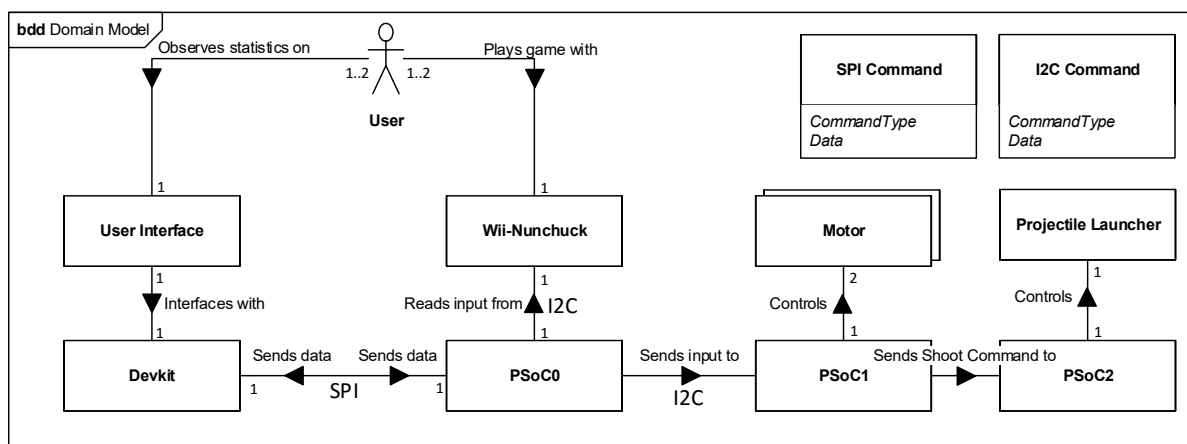 bdd Domain Model
Observes statistics on
Plays game with
1..2
1..2
User
SPI Command
CommandType
Data
I2C Command
CommandType
Data
1
1
User Interface
Wii-Nunchuck
Motor
Projectile Launcher
1
1
2
1
Interfaces with
Reads input from
I2C
Controls
Controls
1
1
1
1
Devkit
Sends data
Sends data
1
1
SPI
PSoC0
Sends input to
I2C
PSoC1
Sends Shoot Command to
PSoC2